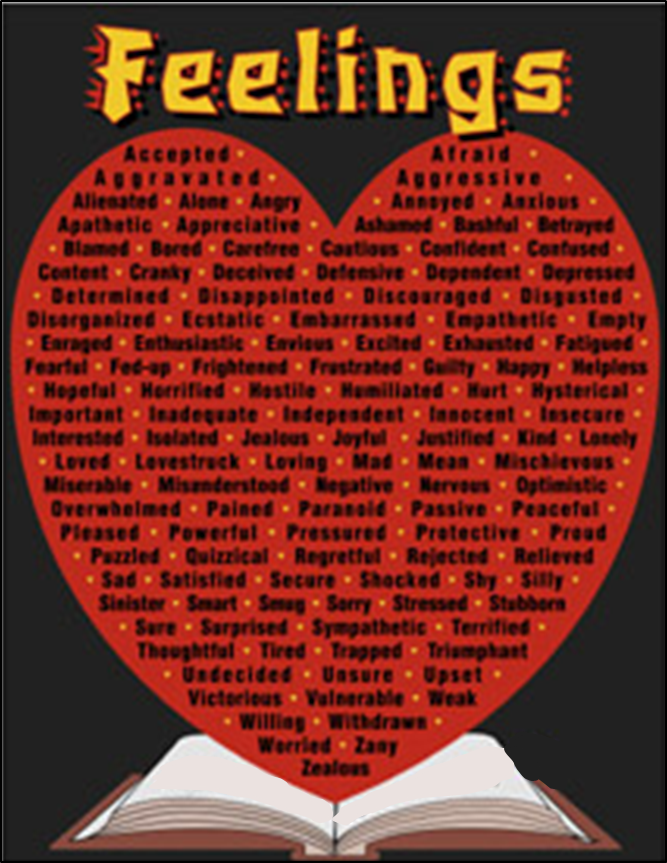 Feelings
Accepted • Afraid •
Aggravated • Aggressive •
Alienated • Alone • Angry • Annoyed • Anxious •
Apathetic • Appreciative • Ashamed • Bashful • Betrayed
• Blamed • Bored • Carefree • Cautious • Confident • Confused •
Content • Cranky • Deceived • Defensive • Dependent • Depressed
• Determined • Disappointed • Discouraged • Disgusted •
Disorganized • Ecstatic • Embarrassed • Empathetic • Empty
• Enraged • Enthusiastic • Envious • Excited • Exhausted • Fatigued •
Fearful • Fed-up • Frightened • Frustrated • Guilty • Happy • Helpless
• Hopeful • Horrified • Hostile • Humiliated • Hurt • Hysterical •
Important • Inadequate • Independent • Innocent • Insecure •
Interested • Isolated • Jealous • Joyful • Justified • Kind • Lonely
• Loved • Lovestruck • Loving • Mad • Mean • Mischievous •
Miserable • Misunderstood • Negative • Nervous • Optimistic •
Overwhelmed • Pained • Paranoid • Passive • Peaceful •
Pleased • Powerful • Pressured • Protective • Proud
• Puzzled • Quizzical • Regretful • Rejected • Relieved
• Sad • Satisfied • Secure • Shocked • Shy • Silly •
Sinister • Smart • Smug • Sorry • Stressed • Stubborn
• Sure • Surprised • Sympathetic • Terrified •
Thoughtful • Tired • Trapped • Triumphant
• Undecided • Unsure • Upset •
Victorious • Vulnerable • Weak
• Willing • Withdrawn •
Worried • Zany
Zealous